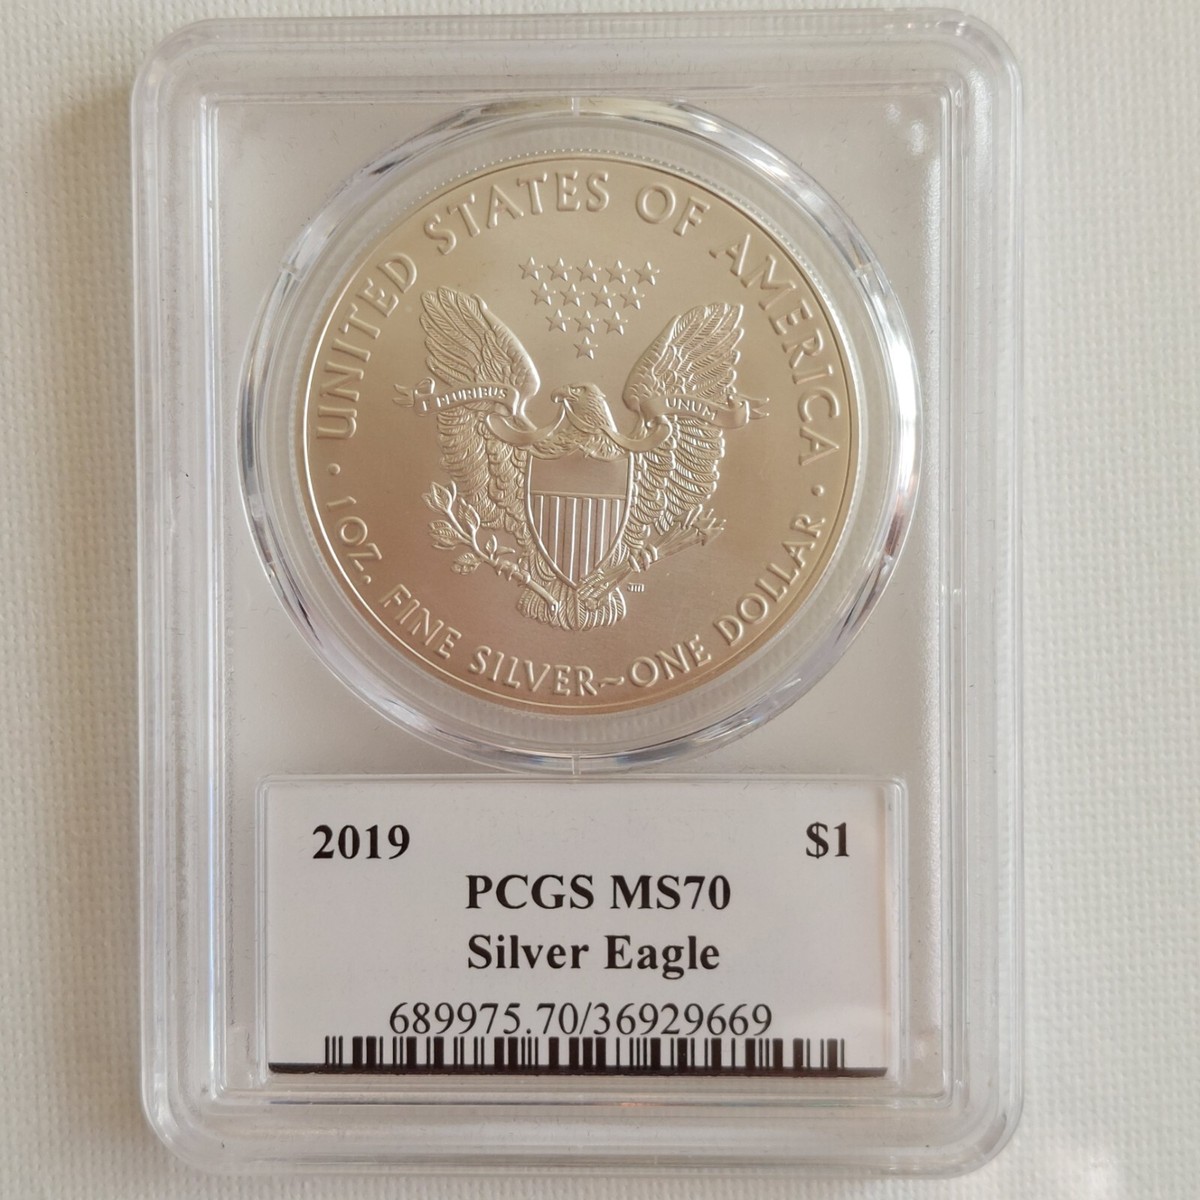 UNITED STATES OF AMERICA
E PLURIBUS UNUM
JM
• 1 OZ. FINE SILVER~ONE DOLLAR •
2019 $1
PCGS MS70
Silver Eagle
689975.70/36929669